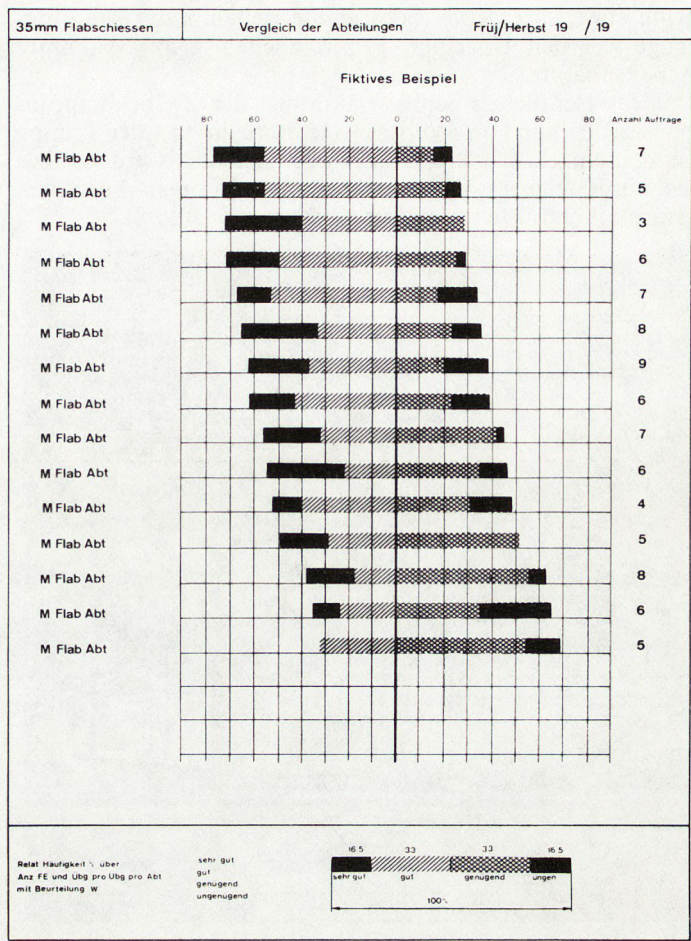 35mm Flabschiessen Vergleich der Abteilungen Früj/Herbst 19 / 19
Fiktives Beispiel
80 60 40 20 0 20 40 60 80 Anzahl Aufträge
M Flab Abt 7
M Flab Abt 5
M Flab Abt 3
M Flab Abt 6
M Flab Abt 7
M Flab Abt 8
M Flab Abt 9
M Flab Abt 6
M Flab Abt 7
M Flab Abt 6
M Flab Abt 4
M Flab Abt 5
M Flab Abt 8
M Flab Abt 6
M Flab Abt 5
16.5 33 33 16.5
Relat Häufigkeit % über sehr gut
Anz FE und Übg pro Übg pro Abt gut
mit Beurteilung W genügend
ungenügend
sehr gut gut genügend ungen
100%